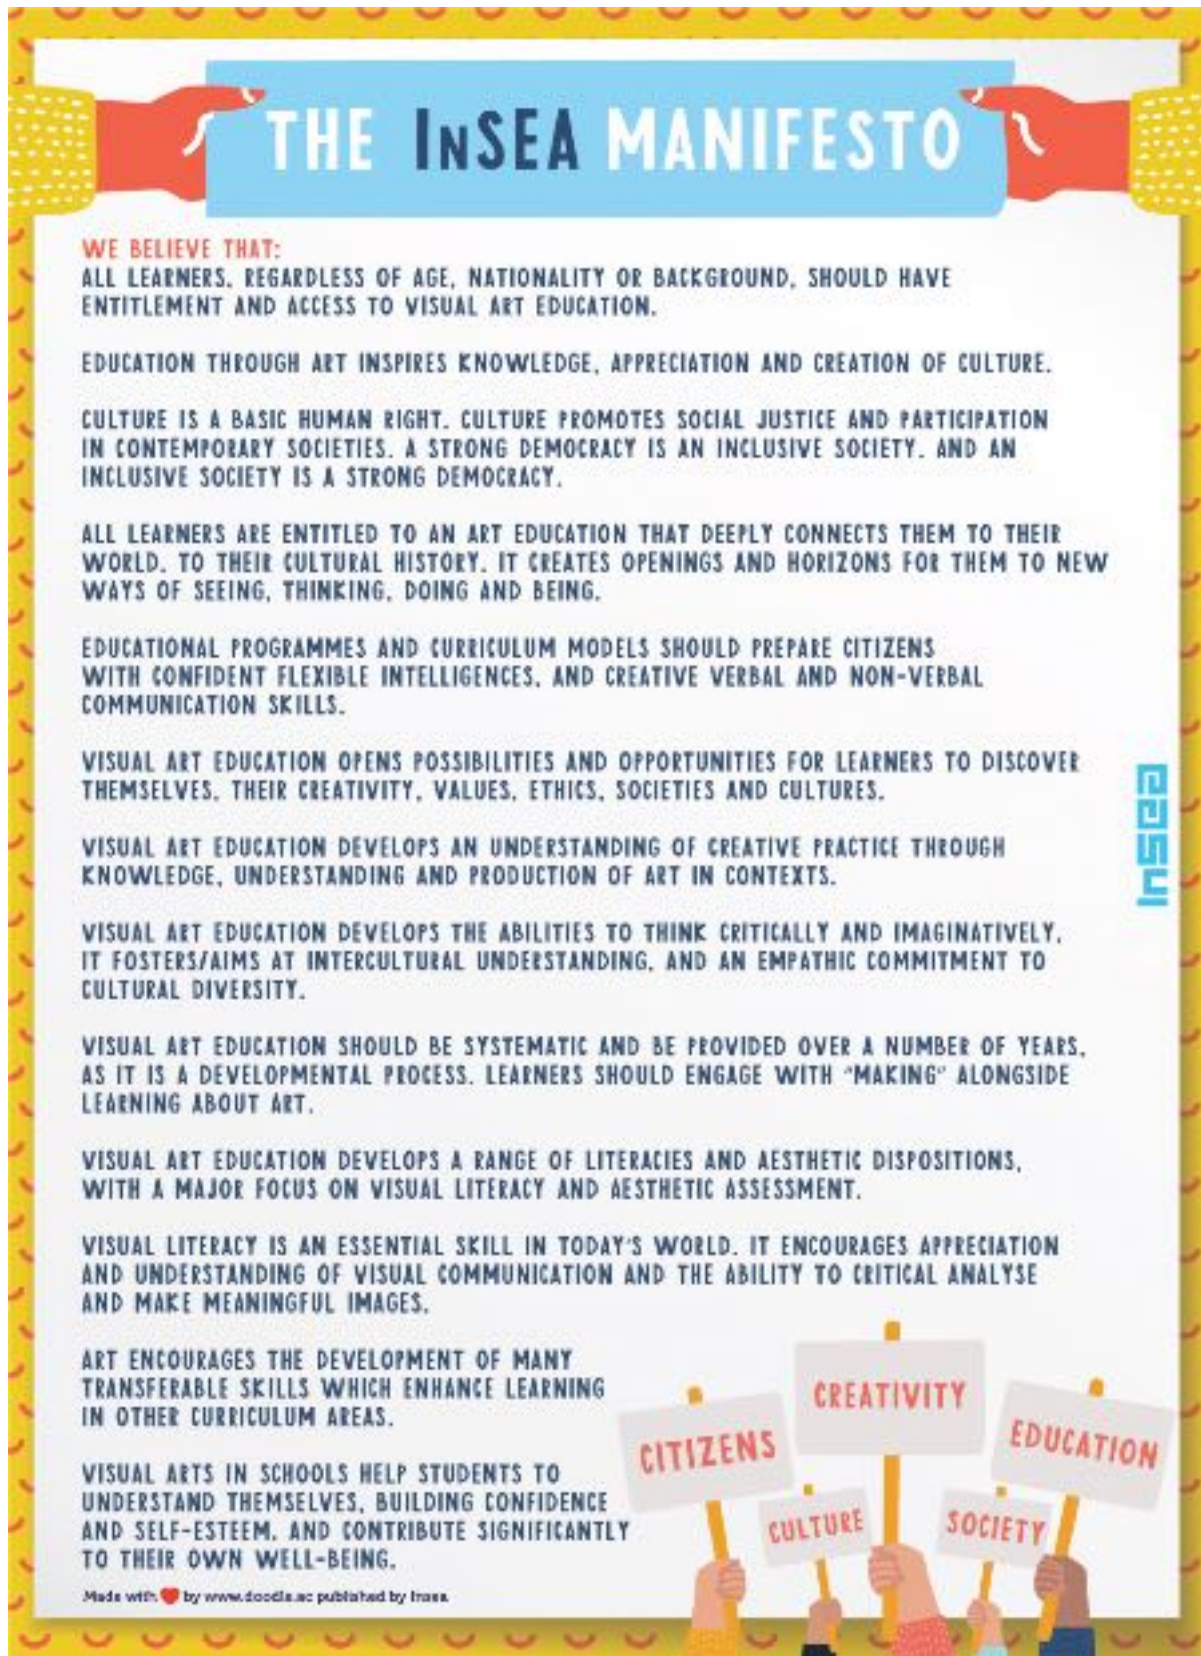 THE INSEA MANIFESTO
WE BELIEVE THAT:
ALL LEARNERS, REGARDLESS OF AGE, NATIONALITY OR BACKGROUND, SHOULD HAVE
ENTITLEMENT AND ACCESS TO VISUAL ART EDUCATION.
EDUCATION THROUGH ART INSPIRES KNOWLEDGE, APPRECIATION AND CREATION OF CULTURE.
CULTURE IS A BASIC HUMAN RIGHT. CULTURE PROMOTES SOCIAL JUSTICE AND PARTICIPATION
IN CONTEMPORARY SOCIETIES. A STRONG DEMOCRACY IS AN INCLUSIVE SOCIETY. AND AN
INCLUSIVE SOCIETY IS A STRONG DEMOCRACY.
ALL LEARNERS ARE ENTITLED TO AN ART EDUCATION THAT DEEPLY CONNECTS THEM TO THEIR
WORLD, TO THEIR CULTURAL HISTORY. IT CREATES OPENINGS AND HORIZONS FOR THEM TO NEW
WAYS OF SEEING, THINKING, DOING AND BEING.
EDUCATIONAL PROGRAMMES AND CURRICULUM MODELS SHOULD PREPARE CITIZENS
WITH CONFIDENT FLEXIBLE INTELLIGENCES, AND CREATIVE VERBAL AND NON-VERBAL
COMMUNICATION SKILLS.
VISUAL ART EDUCATION OPENS POSSIBILITIES AND OPPORTUNITIES FOR LEARNERS TO DISCOVER
THEMSELVES, THEIR CREATIVITY, VALUES, ETHICS, SOCIETIES AND CULTURES.
VISUAL ART EDUCATION DEVELOPS AN UNDERSTANDING OF CREATIVE PRACTICE THROUGH
KNOWLEDGE, UNDERSTANDING AND PRODUCTION OF ART IN CONTEXTS.
VISUAL ART EDUCATION DEVELOPS THE ABILITIES TO THINK CRITICALLY AND IMAGINATIVELY,
IT FOSTERS/AIMS AT INTERCULTURAL UNDERSTANDING, AND AN EMPATHIC COMMITMENT TO
CULTURAL DIVERSITY.
VISUAL ART EDUCATION SHOULD BE SYSTEMATIC AND BE PROVIDED OVER A NUMBER OF YEARS,
AS IT IS A DEVELOPMENTAL PROCESS. LEARNERS SHOULD ENGAGE WITH "MAKING" ALONGSIDE
LEARNING ABOUT ART.
VISUAL ART EDUCATION DEVELOPS A RANGE OF LITERACIES AND AESTHETIC DISPOSITIONS,
WITH A MAJOR FOCUS ON VISUAL LITERACY AND AESTHETIC ASSESSMENT.
VISUAL LITERACY IS AN ESSENTIAL SKILL IN TODAY'S WORLD. IT ENCOURAGES APPRECIATION
AND UNDERSTANDING OF VISUAL COMMUNICATION AND THE ABILITY TO CRITICAL ANALYSE
AND MAKE MEANINGFUL IMAGES.
ART ENCOURAGES THE DEVELOPMENT OF MANY
TRANSFERABLE SKILLS WHICH ENHANCE LEARNING
IN OTHER CURRICULUM AREAS.
VISUAL ARTS IN SCHOOLS HELP STUDENTS TO
UNDERSTAND THEMSELVES, BUILDING CONFIDENCE
AND SELF-ESTEEM, AND CONTRIBUTE SIGNIFICANTLY
TO THEIR OWN WELL-BEING.
Made with ❤ by www.doodle.ac published by Insea
insea
CREATIVITY
CITIZENS
EDUCATION
CULTURE
SOCIETY